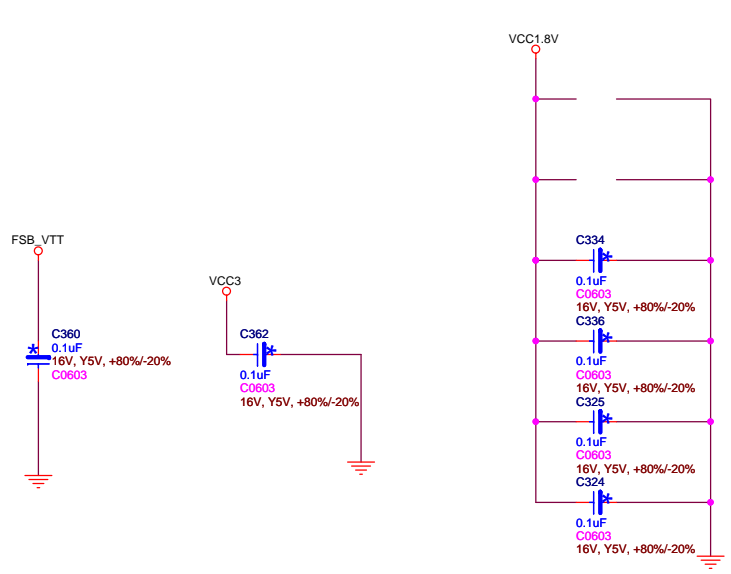 VCC1.8V
FSB_VTT
C360
0.1uF
16V, Y5V, +80%/-20%
C0603
VCC3
C362
0.1uF
C0603
16V, Y5V, +80%/-20%
C334
0.1uF
C0603
16V, Y5V, +80%/-20%
C336
0.1uF
C0603
16V, Y5V, +80%/-20%
C325
0.1uF
C0603
16V, Y5V, +80%/-20%
C324
0.1uF
C0603
16V, Y5V, +80%/-20%